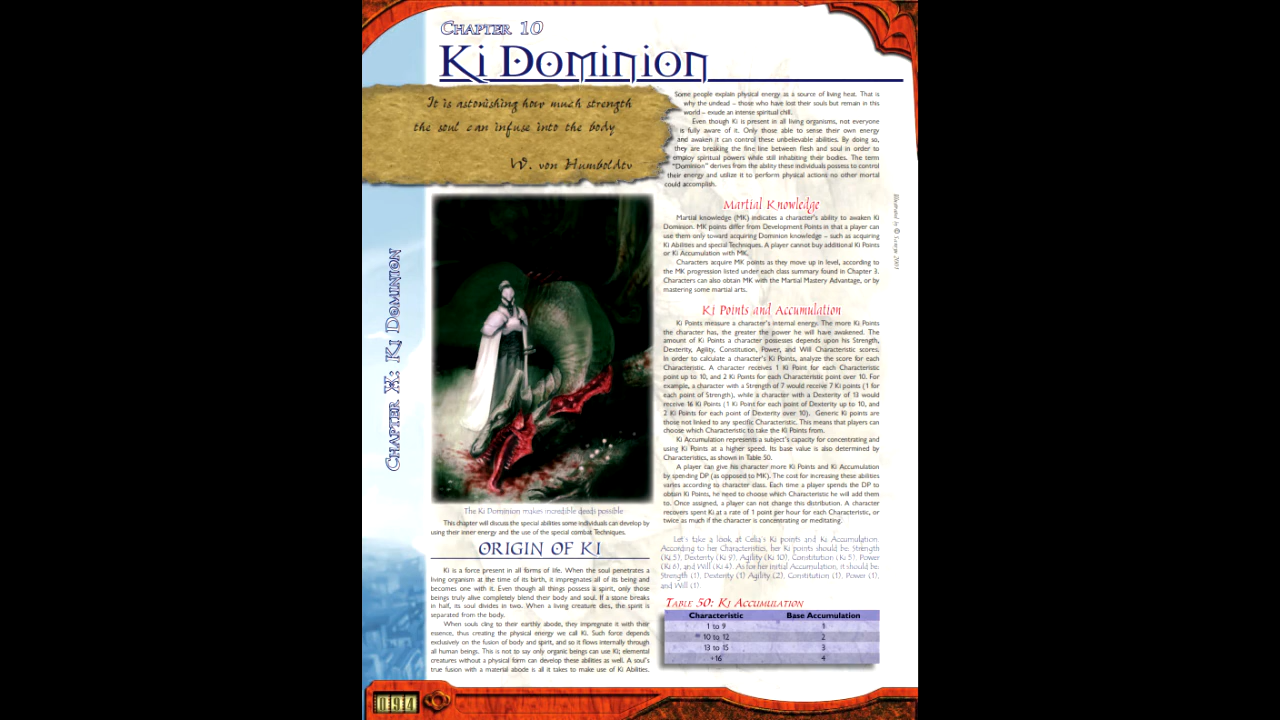 CHAPTER 10
KI DOMINION
It is astonishing how much strength
the soul can infuse into the body
W. von Humboldtv
CHAPTER X: KI DOMINION
The Ki Dominion makes incredible deeds possible
This chapter will discuss the special abilities some individuals can develop by
using their inner energy and the use of the special combat Techniques.
ORIGIN OF KI
Ki is a force present in all forms of life. When the soul penetrates a
living organism at the time of its birth, it impregnates all of its being and
becomes one with it. Even though all things possess a spirit, only those
beings truly alive completely blend their body and soul. If a stone breaks
in half, its soul divides in two. When a living creature dies, the spirit is
separated from the body.
When souls cling to their earthly abode, they impregnate it with their
essence, thus creating the physical energy we call Ki. Such force depends
exclusively on the fusion of body and spirit, and so it flows internally through
all human beings. This is not to say only organic beings can use Ki; elemental
creatures without a physical form can develop these abilities as well. A soul's
true fusion with a material abode is all it takes to make use of Ki Abilities.
Some people explain physical energy as a source of living heat. That is
why the undead – those who have lost their souls but remain in this
world – exude an intense spiritual chill.
Even though Ki is present in all living organisms, not everyone
is fully aware of it. Only those able to sense their own energy
and awaken it can control these unbelievable abilities. By doing so,
they are breaking the fine line between flesh and soul in order to
employ spiritual powers while still inhabiting their bodies. The term
"Dominion" derives from the ability these individuals possess to control
their energy and utilize it to perform physical actions no other mortal
could accomplish.
Martial Knowledge
Martial knowledge (MK) indicates a character's ability to awaken Ki
Dominion. MK points differ from Development Points in that a player can
use them only toward acquiring Dominion knowledge – such as acquiring
Ki Abilities and special Techniques. A player cannot buy additional Ki Points
or Ki Accumulation with MK.
Characters acquire MK points as they move up in level, according to
the MK progression listed under each class summary found in Chapter 3.
Characters can also obtain MK with the Martial Mastery Advantage, or by
mastering some martial arts.
Ki Points and Accumulation
Ki Points measure a character's internal energy. The more Ki Points
the character has, the greater the power he will have awakened. The
amount of Ki Points a character possesses depends upon his Strength,
Dexterity, Agility, Constitution, Power, and Will Characteristic scores.
In order to calculate a character's Ki Points, analyze the score for each
Characteristic. A character receives 1 Ki Point for each Characteristic
point up to 10, and 2 Ki Points for each Characteristic point over 10. For
example, a character with a Strength of 7 would receive 7 Ki points (1 for
each point of Strength), while a character with a Dexterity of 13 would
receive 16 Ki Points (1 Ki Point for each point of Dexterity up to 10, and
2 Ki Points for each point of Dexterity over 10). Generic Ki points are
those not linked to any specific Characteristic. This means that players can
choose which Characteristic to take the Ki Points from.
Ki Accumulation represents a subject's capacity for concentrating and
using Ki Points at a higher speed. Its base value is also determined by
Characteristics, as shown in Table 50.
A player can give his character more Ki Points and Ki Accumulation
by spending DP (as opposed to MK). The cost for increasing these abilities
varies according to character class. Each time a player spends the DP to
obtain Ki Points, he need to choose which Characteristic he will add them
to. Once assigned, a player can not change this distribution. A character
recovers spent Ki at a rate of 1 point per hour for each Characteristic, or
twice as much if the character is concentrating or meditating.
Let's take a look at Celia's Ki points and Ki Accumulation.
According to her Characteristics, her Ki points should be: Strength
(Ki 5), Dexterity (Ki 9), Agility (Ki 10), Constitution (Ki 5), Power
(Ki 6), and Will (Ki 4). As for her initial Accumulation, it should be:
Strength (1), Dexterity (1) Agility (2), Constitution (1), Power (1),
and Will (1).
TABLE 50: KI ACCUMULATION
Characteristic Base Accumulation
1 to 9 1
10 to 12 2
13 to 15 3
+16 4